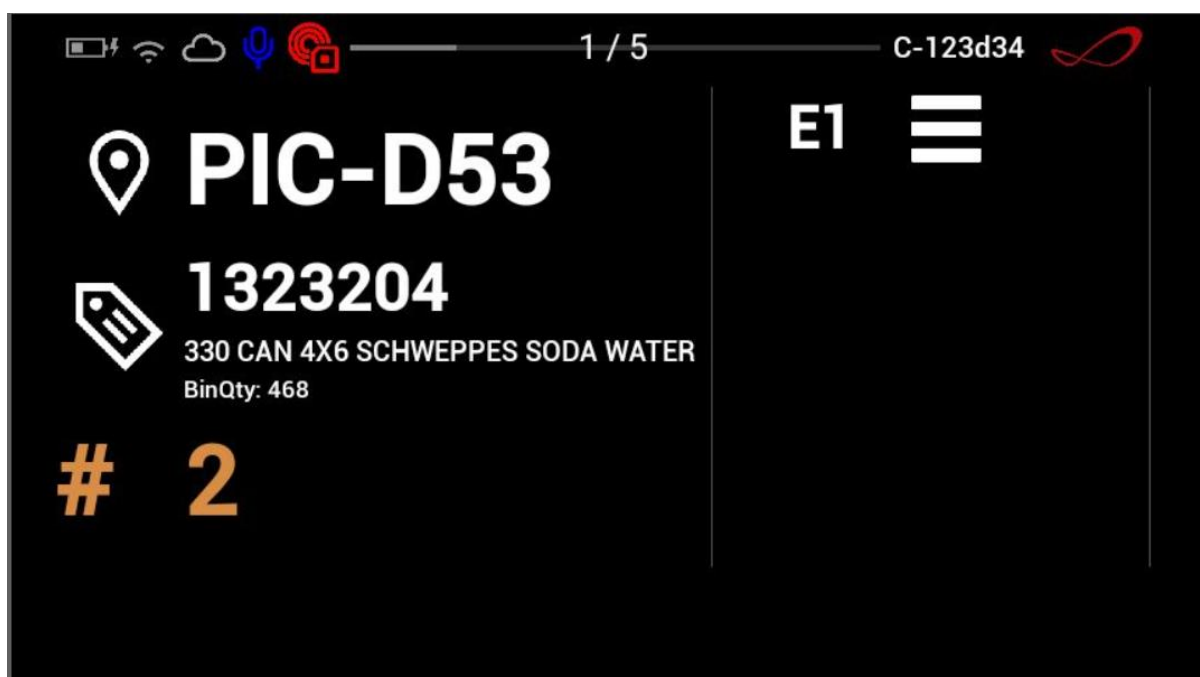 1 / 5
C-123d34
PIC-D53
E1
1323204
330 CAN 4X6 SCHWEPPES SODA WATER
BinQty: 468
# 2